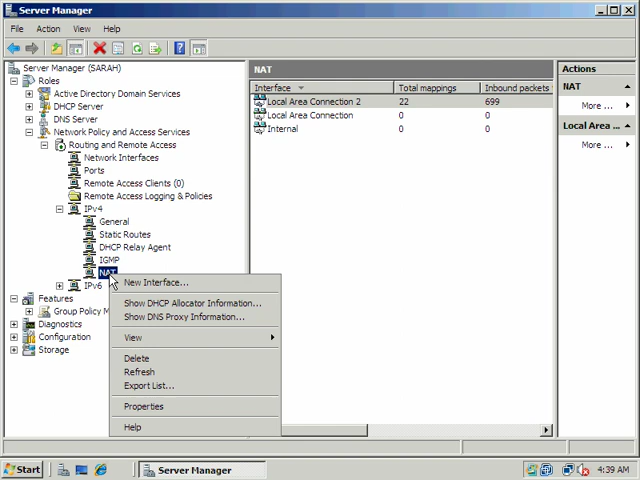 Server Manager
File Action View Help
Server Manager (SARAH)
Roles
Active Directory Domain Services
DHCP Server
DNS Server
Network Policy and Access Services
Routing and Remote Access
Network Interfaces
Ports
Remote Access Clients (0)
Remote Access Logging & Policies
IPv4
General
Static Routes
DHCP Relay Agent
IGMP
NAT
IPv6
Features
Group Policy M
Diagnostics
Configuration
Storage
New Interface...
Show DHCP Allocator Information...
Show DNS Proxy Information...
View
Delete
Refresh
Export List...
Properties
Help
NAT
Interface Total mappings Inbound packets
Local Area Connection 2 22 699
Local Area Connection 0 0
Internal 0 0
Actions
NAT
More ...
Local Area ...
More ...
Start Server Manager 4:39 AM